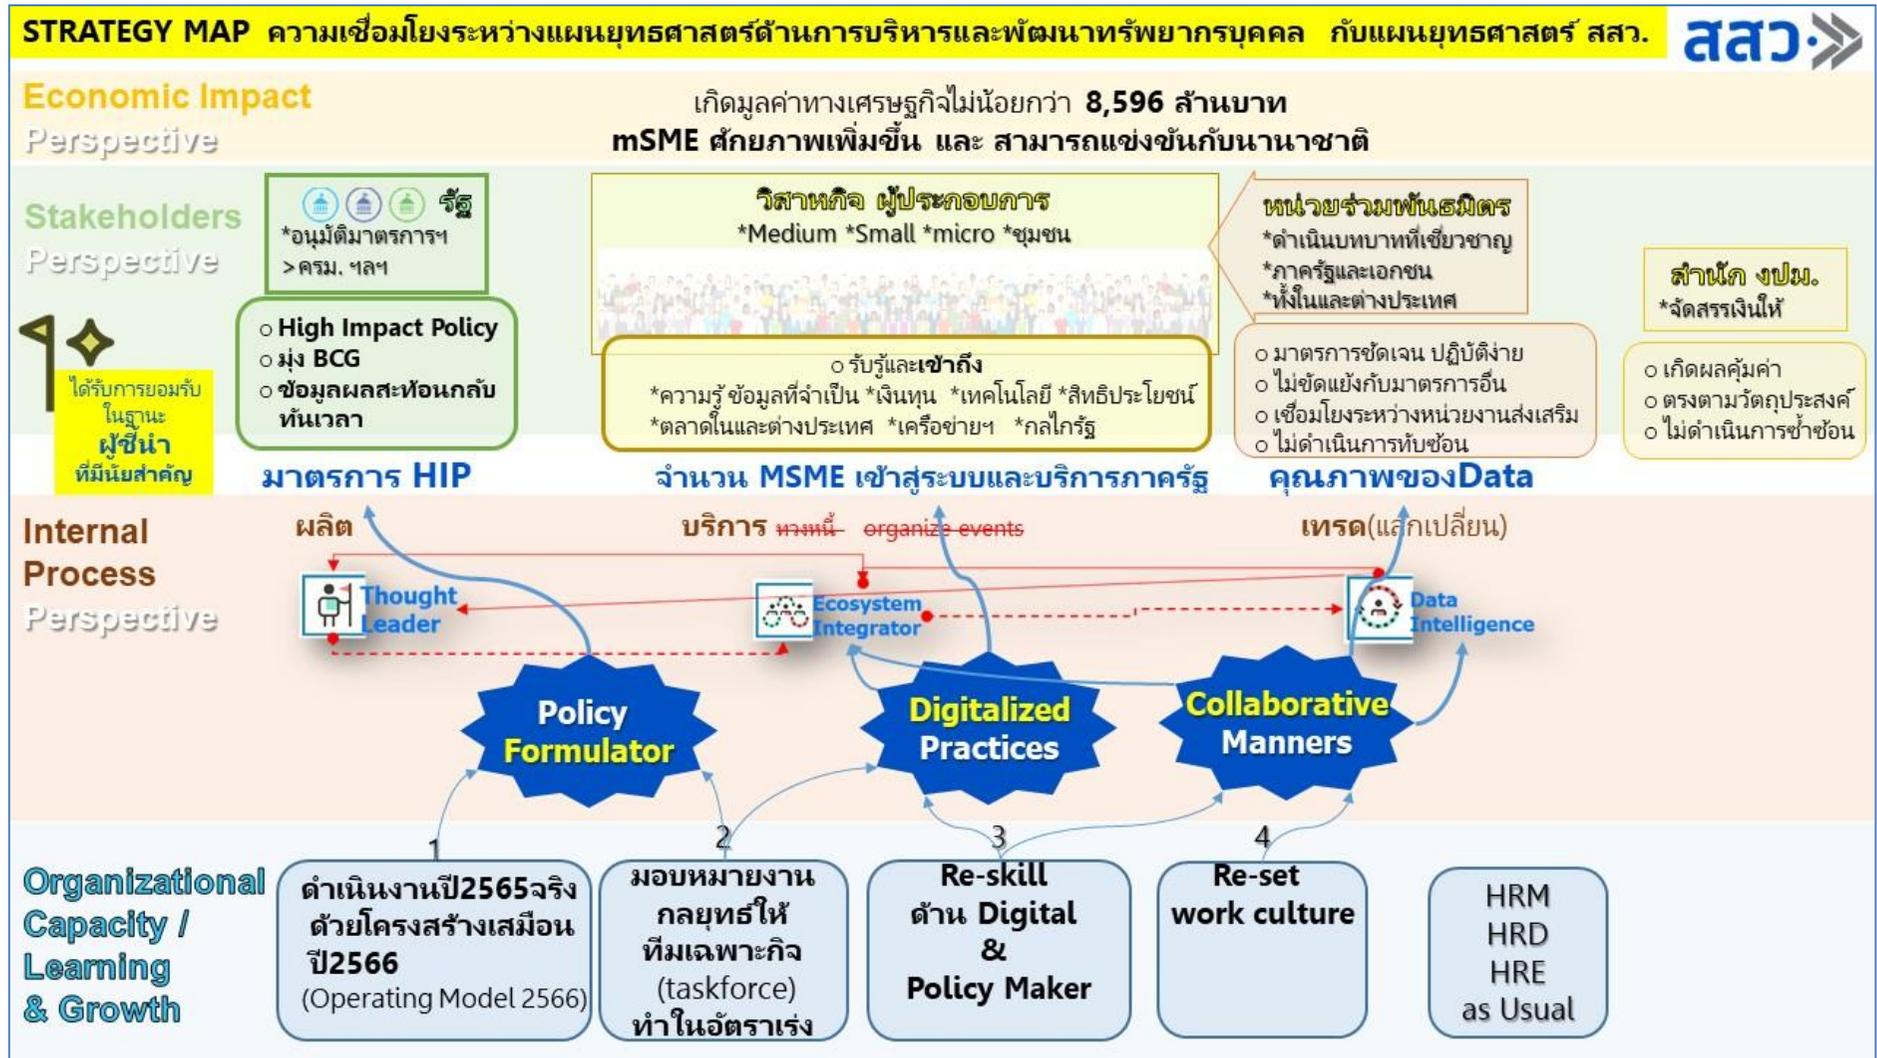 STRATEGY MAP ความเชื่อมโยงระหว่างแผนยุทธศาสตร์ด้านการบริหารและพัฒนาทรัพยากรบุคคล กับแผนยุทธศาสตร์ สสว.
สสว
Economic Impact
Perspective
เกิดมูลค่าทางเศรษฐกิจไม่น้อยกว่า 8,596 ล้านบาท
mSME ศักยภาพเพิ่มขึ้น และ สามารถแข่งขันกับนานาชาติ
Stakeholders
Perspective
รัฐ
*อนุมัติมาตรการฯ
>ครม. ฯลฯ
High Impact Policy
มุ่ง BCG
ข้อมูลผลสะท้อนกลับ
ทันเวลา
วิสาหกิจ ผู้ประกอบการ
*Medium *Small *micro *ชุมชน
รับรู้และเข้าถึง
*ความรู้ ข้อมูลที่จำเป็น *เงินทุน *เทคโนโลยี *สิทธิประโยชน์
*ตลาดในและต่างประเทศ *เครือข่ายฯ *กลไกรัฐ
หน่วยร่วมพันธมิตร
*ดำเนินบทบาทที่เชี่ยวชาญ
*ภาครัฐและเอกชน
*ทั้งในและต่างประเทศ
มาตรการชัดเจน ปฏิบัติง่าย
ไม่ขัดแย้งกับมาตรการอื่น
เชื่อมโยงระหว่างหน่วยงานส่งเสริม
ไม่ดำเนินการทับซ้อน
สำนัก งปม.
*จัดสรรเงินให้
เกิดผลคุ้มค่า
ตรงตามวัตถุประสงค์
ไม่ดำเนินการซ้ำซ้อน
ได้รับการยอมรับ
ในฐานะ
ผู้ชี้นำ
ที่มีนัยสำคัญ
มาตรการ HIP
จำนวน MSME เข้าสู่ระบบและบริการภาครัฐ
คุณภาพของData
Internal
Process
Perspective
ผลิต
บริการ ทวงหนี้ organize events
เทรด(แลกเปลี่ยน)
Thought
Leader
Ecosystem
Integrator
Data
Intelligence
Policy
Formulator
Digitalized
Practices
Collaborative
Manners
Organizational
Capacity /
Learning
& Growth
1
ดำเนินงานปี2565จริง
ด้วยโครงสร้างเสมือน
ปี2566
(Operating Model 2566)
2
มอบหมายงาน
กลยุทธ์ให้
ทีมเฉพาะกิจ
(taskforce)
ทำในอัตราเร่ง
3
Re-skill
ด้าน Digital
&
Policy Maker
4
Re-set
work culture
HRM
HRD
HRE
as Usual